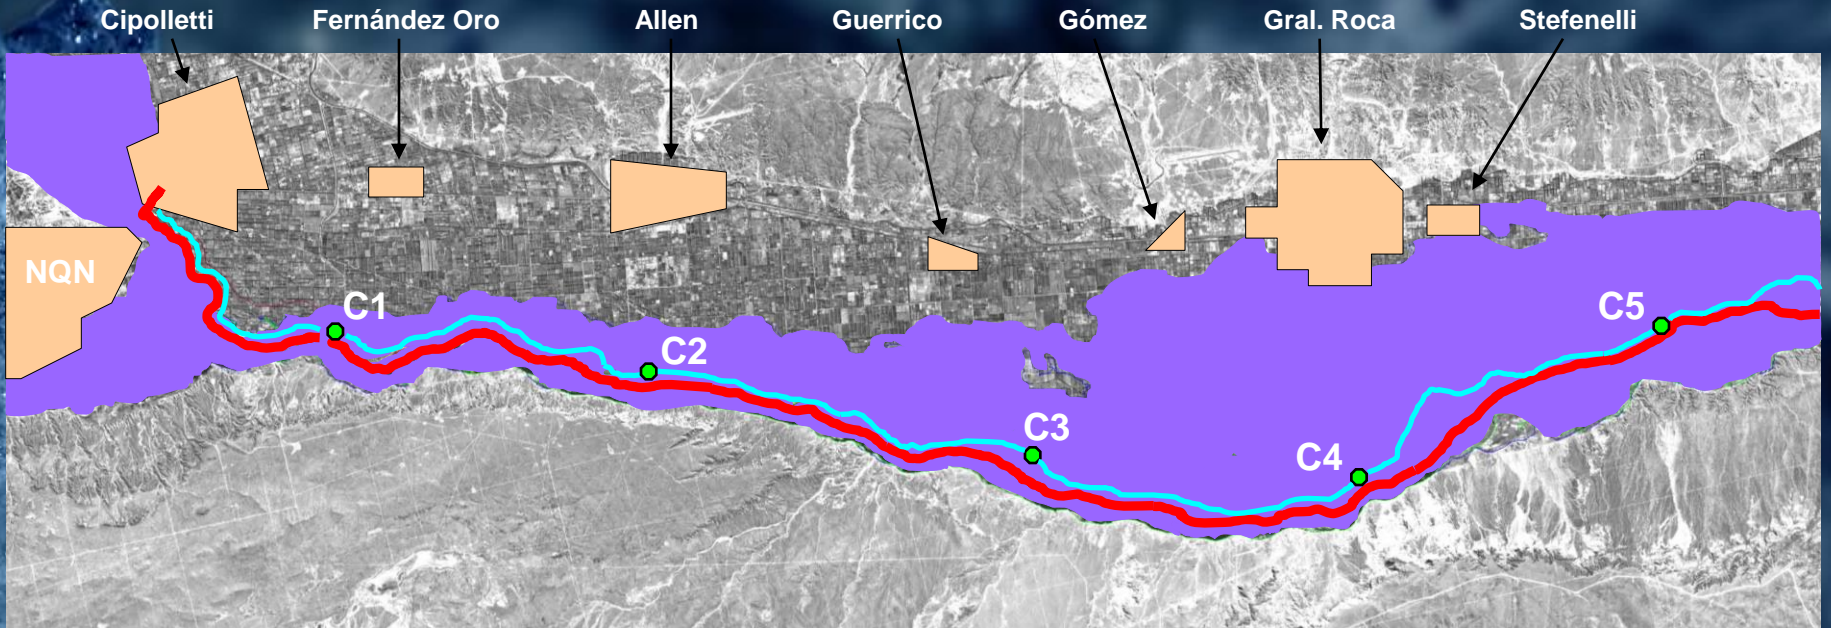 Cipolletti
Fernández Oro
Allen
Guerrico
Gómez
Gral. Roca
Stefenelli
NQN
C1
C2
C3
C4
C5